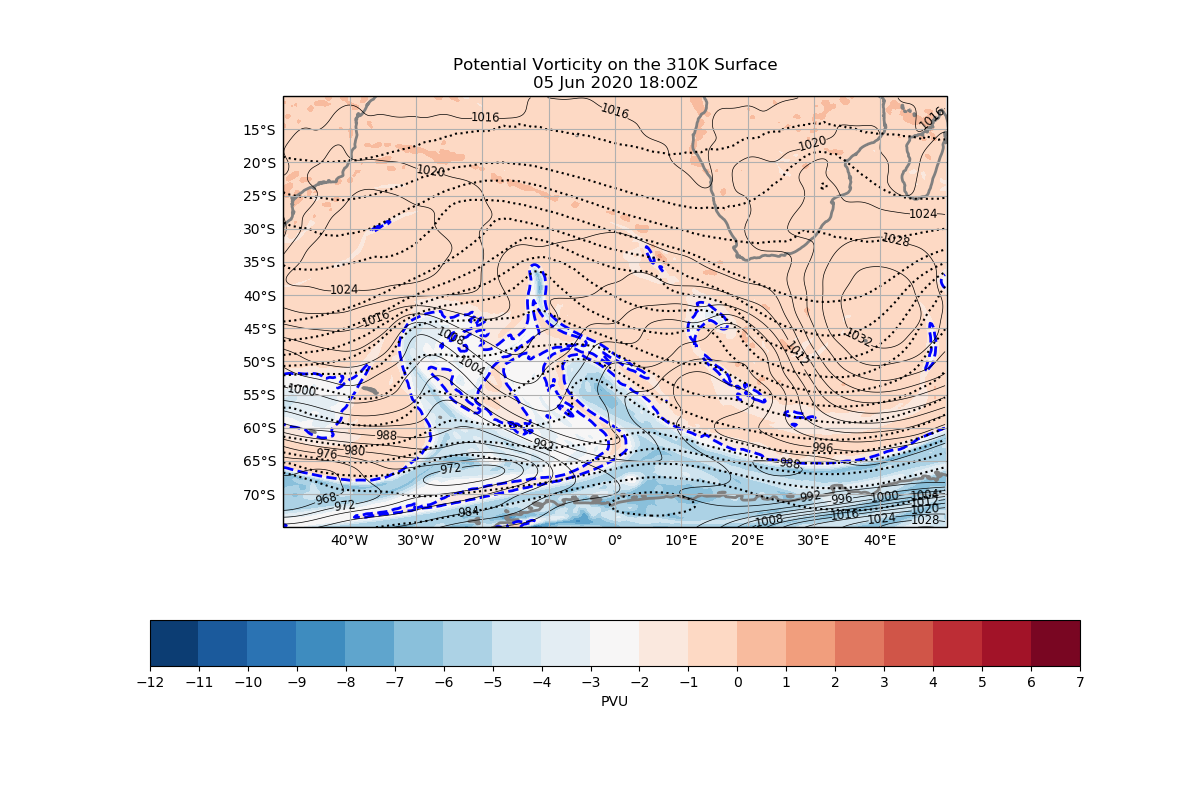 Potential Vorticity on the 310K Surface
05 Jun 2020 18:00Z
15°S
20°S
25°S
30°S
35°S
40°S
45°S
50°S
55°S
60°S
65°S
70°S
1016
1016
1016
1020
1020
1024
1028
1024
1016
1008
1004
1012
1032
1000
988
976
980
992
972
968
972
984
996
988
992
996
1000
1004
1012
1020
1008
1016
1024
1028
40°W
30°W
20°W
10°W
0°
10°E
20°E
30°E
40°E
−12
−11
−10
−9
−8
−7
−6
−5
−4
−3
−2
−1
0
1
2
3
4
5
6
7
PVU